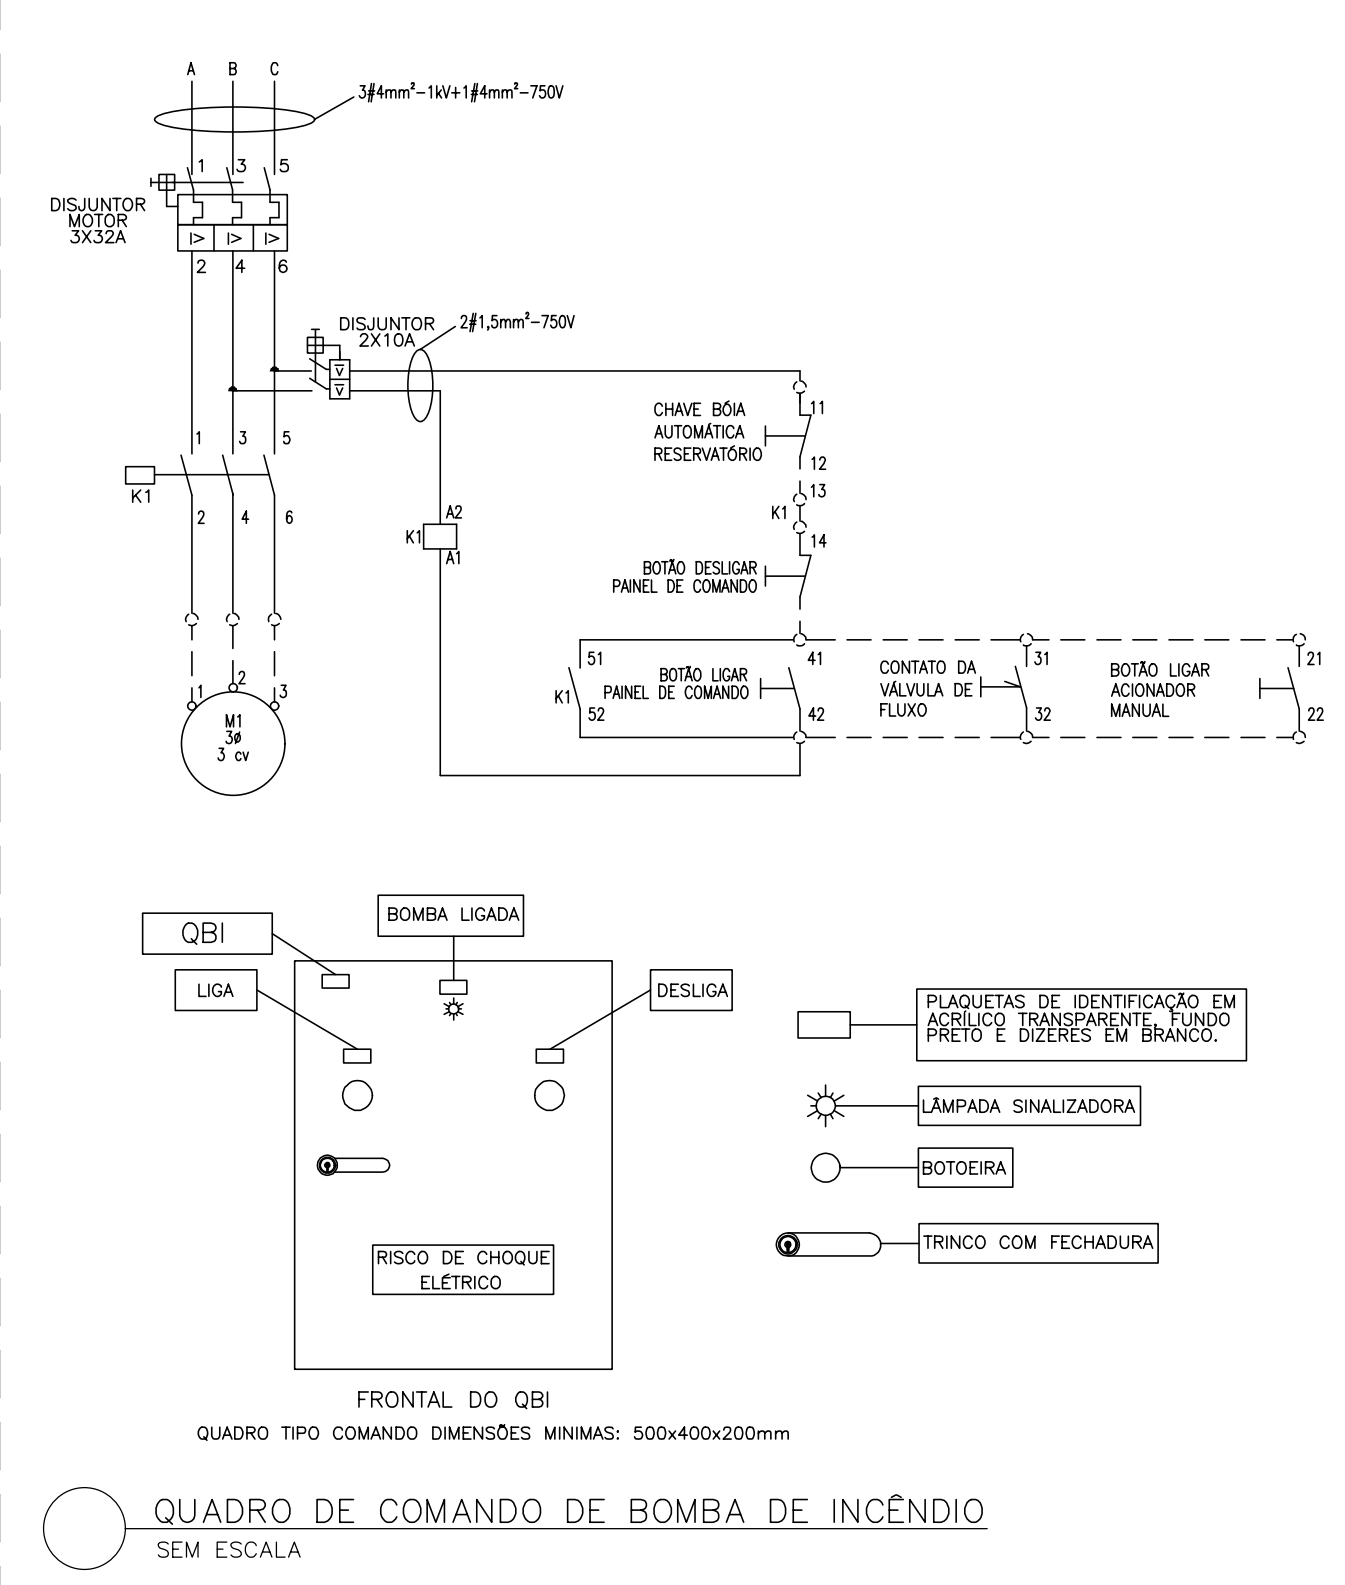 A B C
3#4mm²-1kV+1#4mm²-750V
1 3 5
DISJUNTOR
MOTOR
3X32A
I> I> I>
2 4 6
DISJUNTOR
2X10A
2#1,5mm²-750V
1 3 5
K1
2 4 6
A2
K1
A1
CHAVE BÓIA
AUTOMÁTICA
RESERVATÓRIO
11
12
13
K1
14
BOTÃO DESLIGAR
PAINEL DE COMANDO
51
K1
52
BOTÃO LIGAR
PAINEL DE COMANDO
41
42
CONTATO DA
VÁLVULA DE
FLUXO
31
32
BOTÃO LIGAR
ACIONADOR
MANUAL
21
22
1 2 3
M1
3ø
3 cv
QBI
BOMBA LIGADA
LIGA
DESLIGA
RISCO DE CHOQUE
ELÉTRICO
PLAQUETAS DE IDENTIFICAÇÃO EM
ACRÍLICO TRANSPARENTE, FUNDO
PRETO E DIZERES EM BRANCO.
LÂMPADA SINALIZADORA
BOTOEIRA
TRINCO COM FECHADURA
FRONTAL DO QBI
QUADRO TIPO COMANDO DIMENSÕES MINIMAS: 500x400x200mm
QUADRO DE COMANDO DE BOMBA DE INCÊNDIO
SEM ESCALA